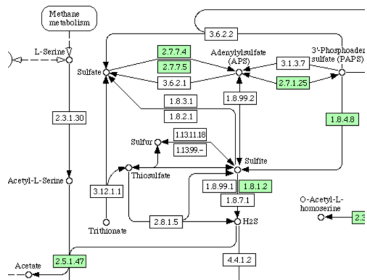 Methane
metabolism
3.6.2.2
L-Serine
2.7.7.4
Adenylylsulfate
(APS)
3'-Phosphoaden
sulfate (PAPS)
2.7.7.5
3.1.3.7
Sulfate
3.6.2.1
2.7.1.25
1.8.3.1
1.8.99.2
1.8.2.1
2.3.1.30
1.8.4.8
1.13.11.18
Sulfur
1.13.99.-
Thiosulfate
Sulfite
Acetyl-L-Serine
3.12.1.1
1.8.99.1
1.8.1.2
1.8.7.1
O-Acetyl-L-
homoserine
Trithionate
2.8.1.5
H2S
2.3
2.5.1.47
Acetate
4.4.1.2